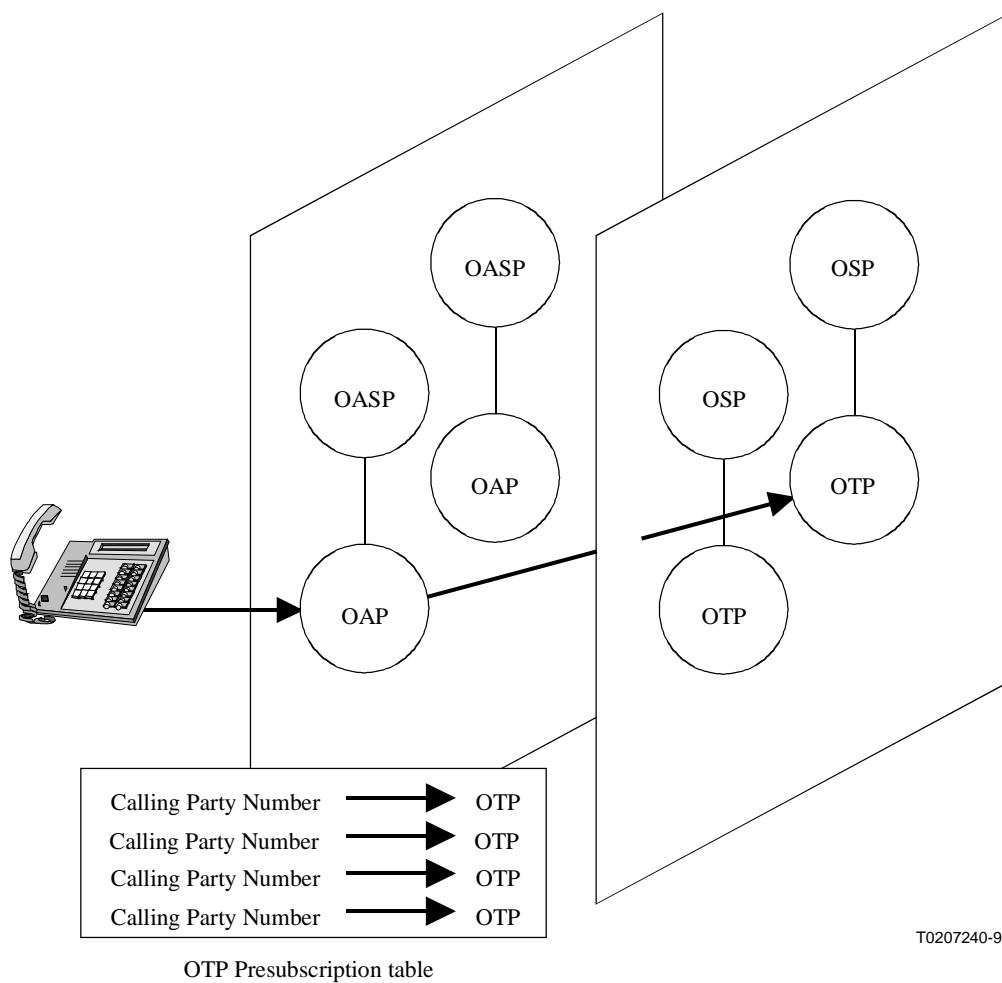 OASP
OSP
OASP
OSP
OAP
OTP
OAP
OTP
Calling Party Number OTP
Calling Party Number OTP
Calling Party Number OTP
Calling Party Number OTP
T0207240-9
OTP Presubscription table